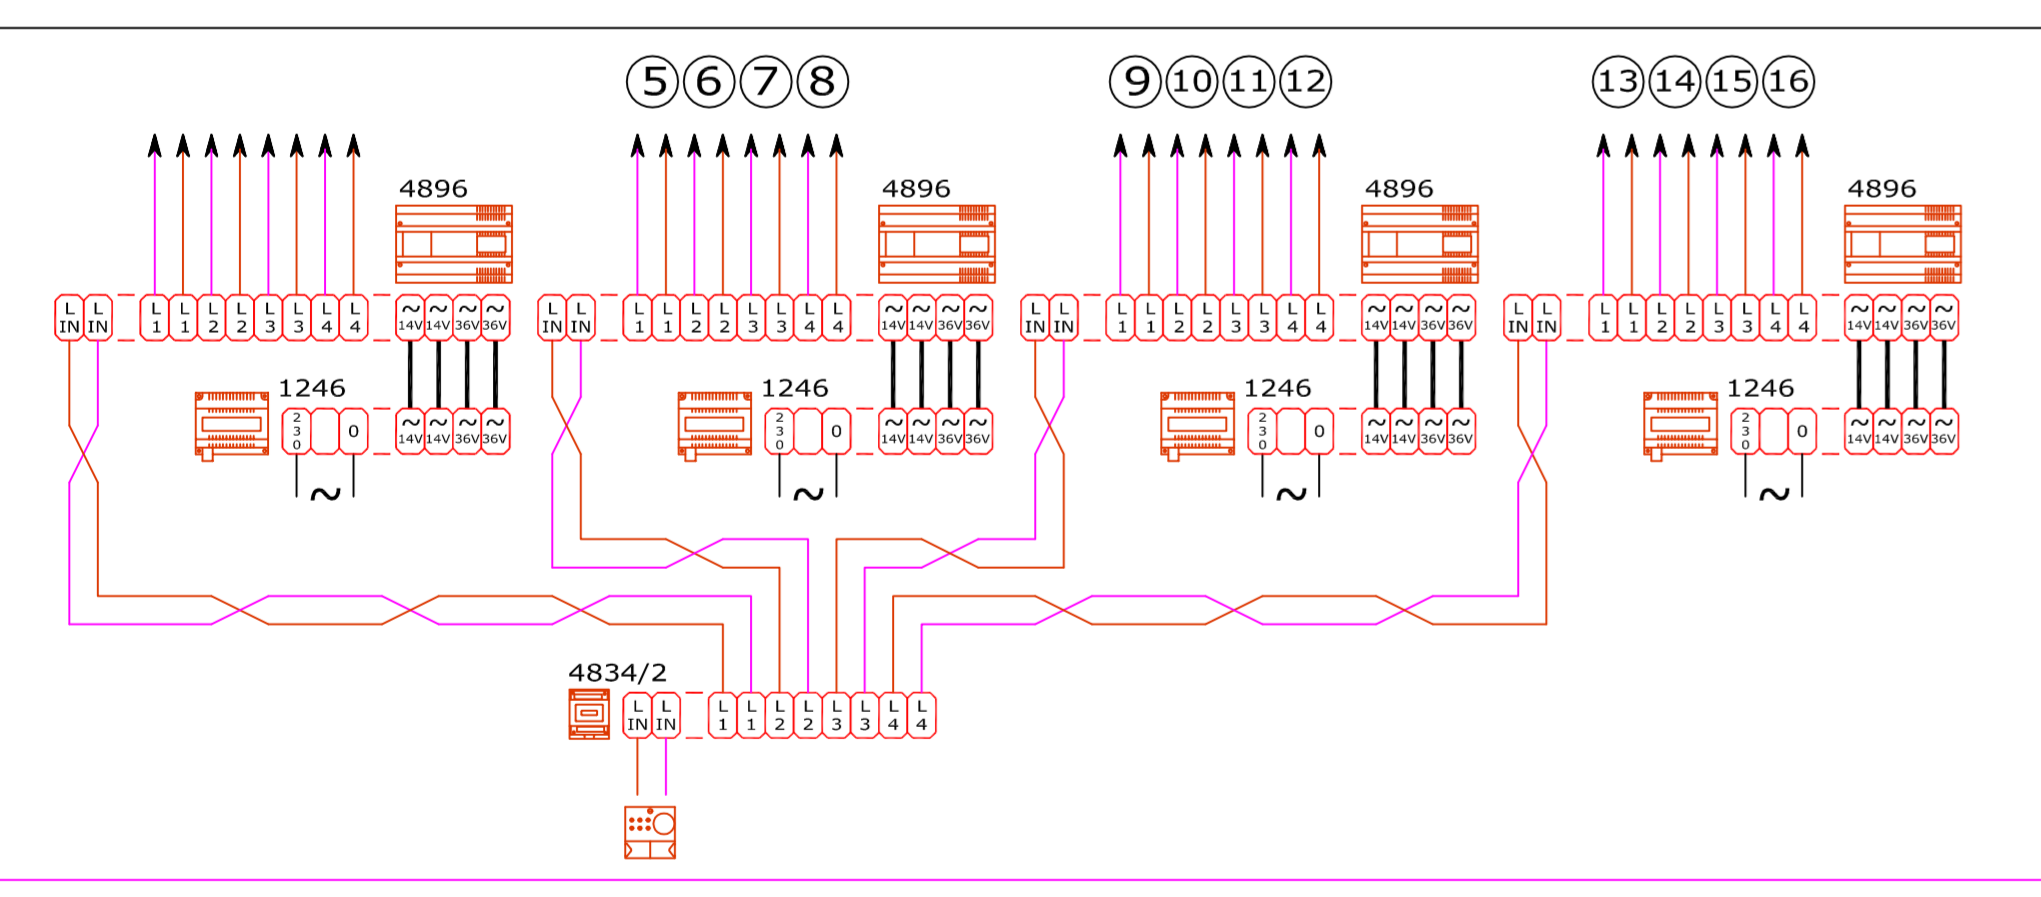 5 6 7 8 9 10 11 12 13 14 15 16
4896 4896 4896 4896
L IN L IN L 1 L 1 L 2 L 2 L 3 L 3 L 4 L 4 ~ 14V ~ 14V ~ 36V ~ 36V L IN L IN L 1 L 1 L 2 L 2 L 3 L 3 L 4 L 4 ~ 14V ~ 14V ~ 36V ~ 36V L IN L IN L 1 L 1 L 2 L 2 L 3 L 3 L 4 L 4 ~ 14V ~ 14V ~ 36V ~ 36V L IN L IN L 1 L 1 L 2 L 2 L 3 L 3 L 4 L 4 ~ 14V ~ 14V ~ 36V ~ 36V
1246 1246 1246 1246
230 0 ~ 14V ~ 14V ~ 36V ~ 36V 230 0 ~ 14V ~ 14V ~ 36V ~ 36V 230 0 ~ 14V ~ 14V ~ 36V ~ 36V 230 0 ~ 14V ~ 14V ~ 36V ~ 36V
~ ~ ~ ~
4834/2
L IN L IN L 1 L 1 L 2 L 2 L 3 L 3 L 4 L 4